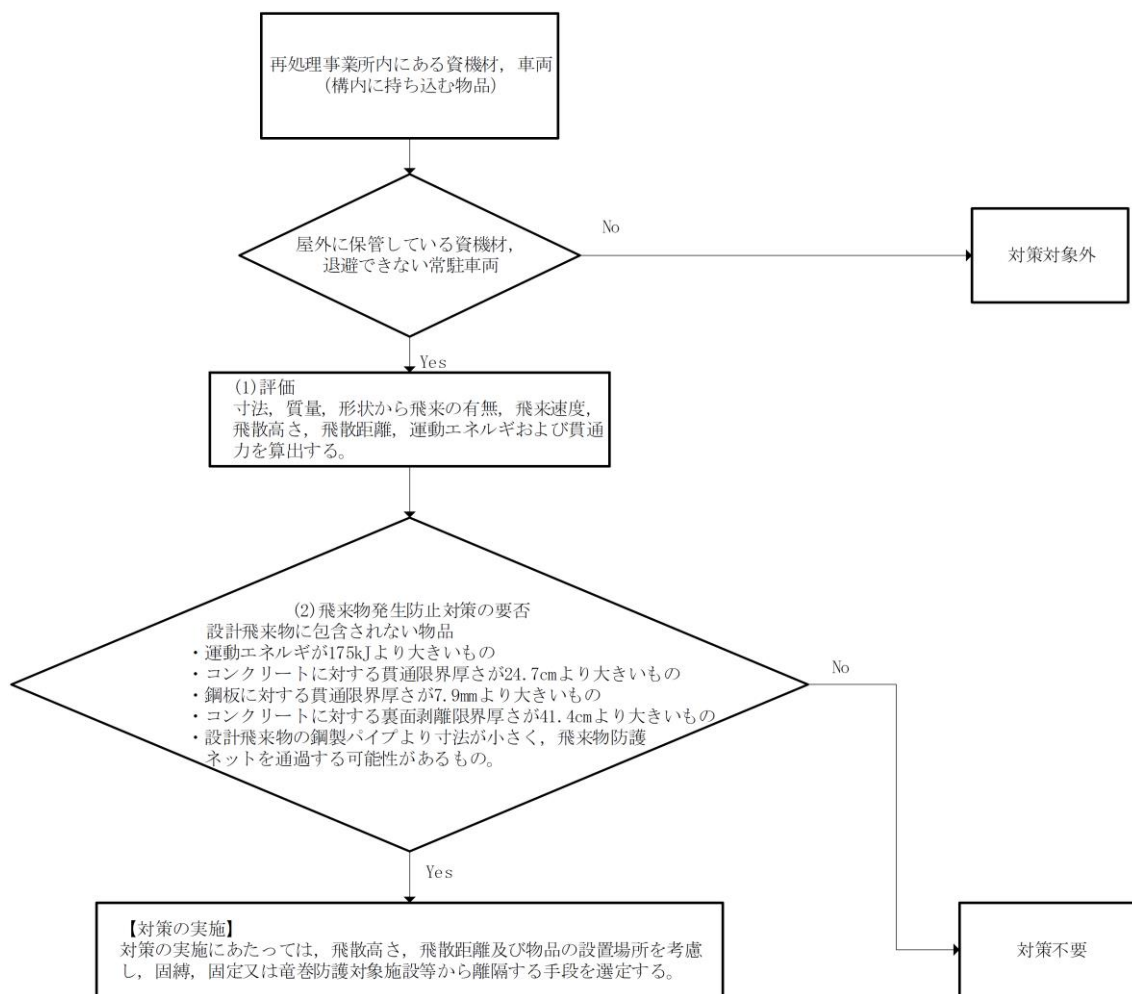 再処理事業所内にある資機材，車両
(構内に持ち込む物品)
屋外に保管している資機材，
退避できない常駐車両
No
対策対象外
Yes
(1)評価
寸法，質量，形状から飛来の有無，飛来速度，
飛散高さ，飛散距離，運動エネルギおよび貫通
力を算出する。
(2)飛来物発生防止対策の要否
設計飛来物に包含されない物品
・運動エネルギが175kJより大きいもの
・コンクリートに対する貫通限界厚さが24.7cmより大きいもの
・鋼板に対する貫通限界厚さが7.9mmより大きいもの
・コンクリートに対する裏面剥離限界厚さが41.4cmより大きいもの
・設計飛来物の鋼製パイプより寸法が小さく，飛来物防護
ネットを通過する可能性があるもの。
No
Yes
【対策の実施】
対策の実施にあたっては，飛散高さ，飛散距離及び物品の設置場所を考慮
し，固縛，固定又は竜巻防護対象施設等から離隔する手段を選定する。
対策不要